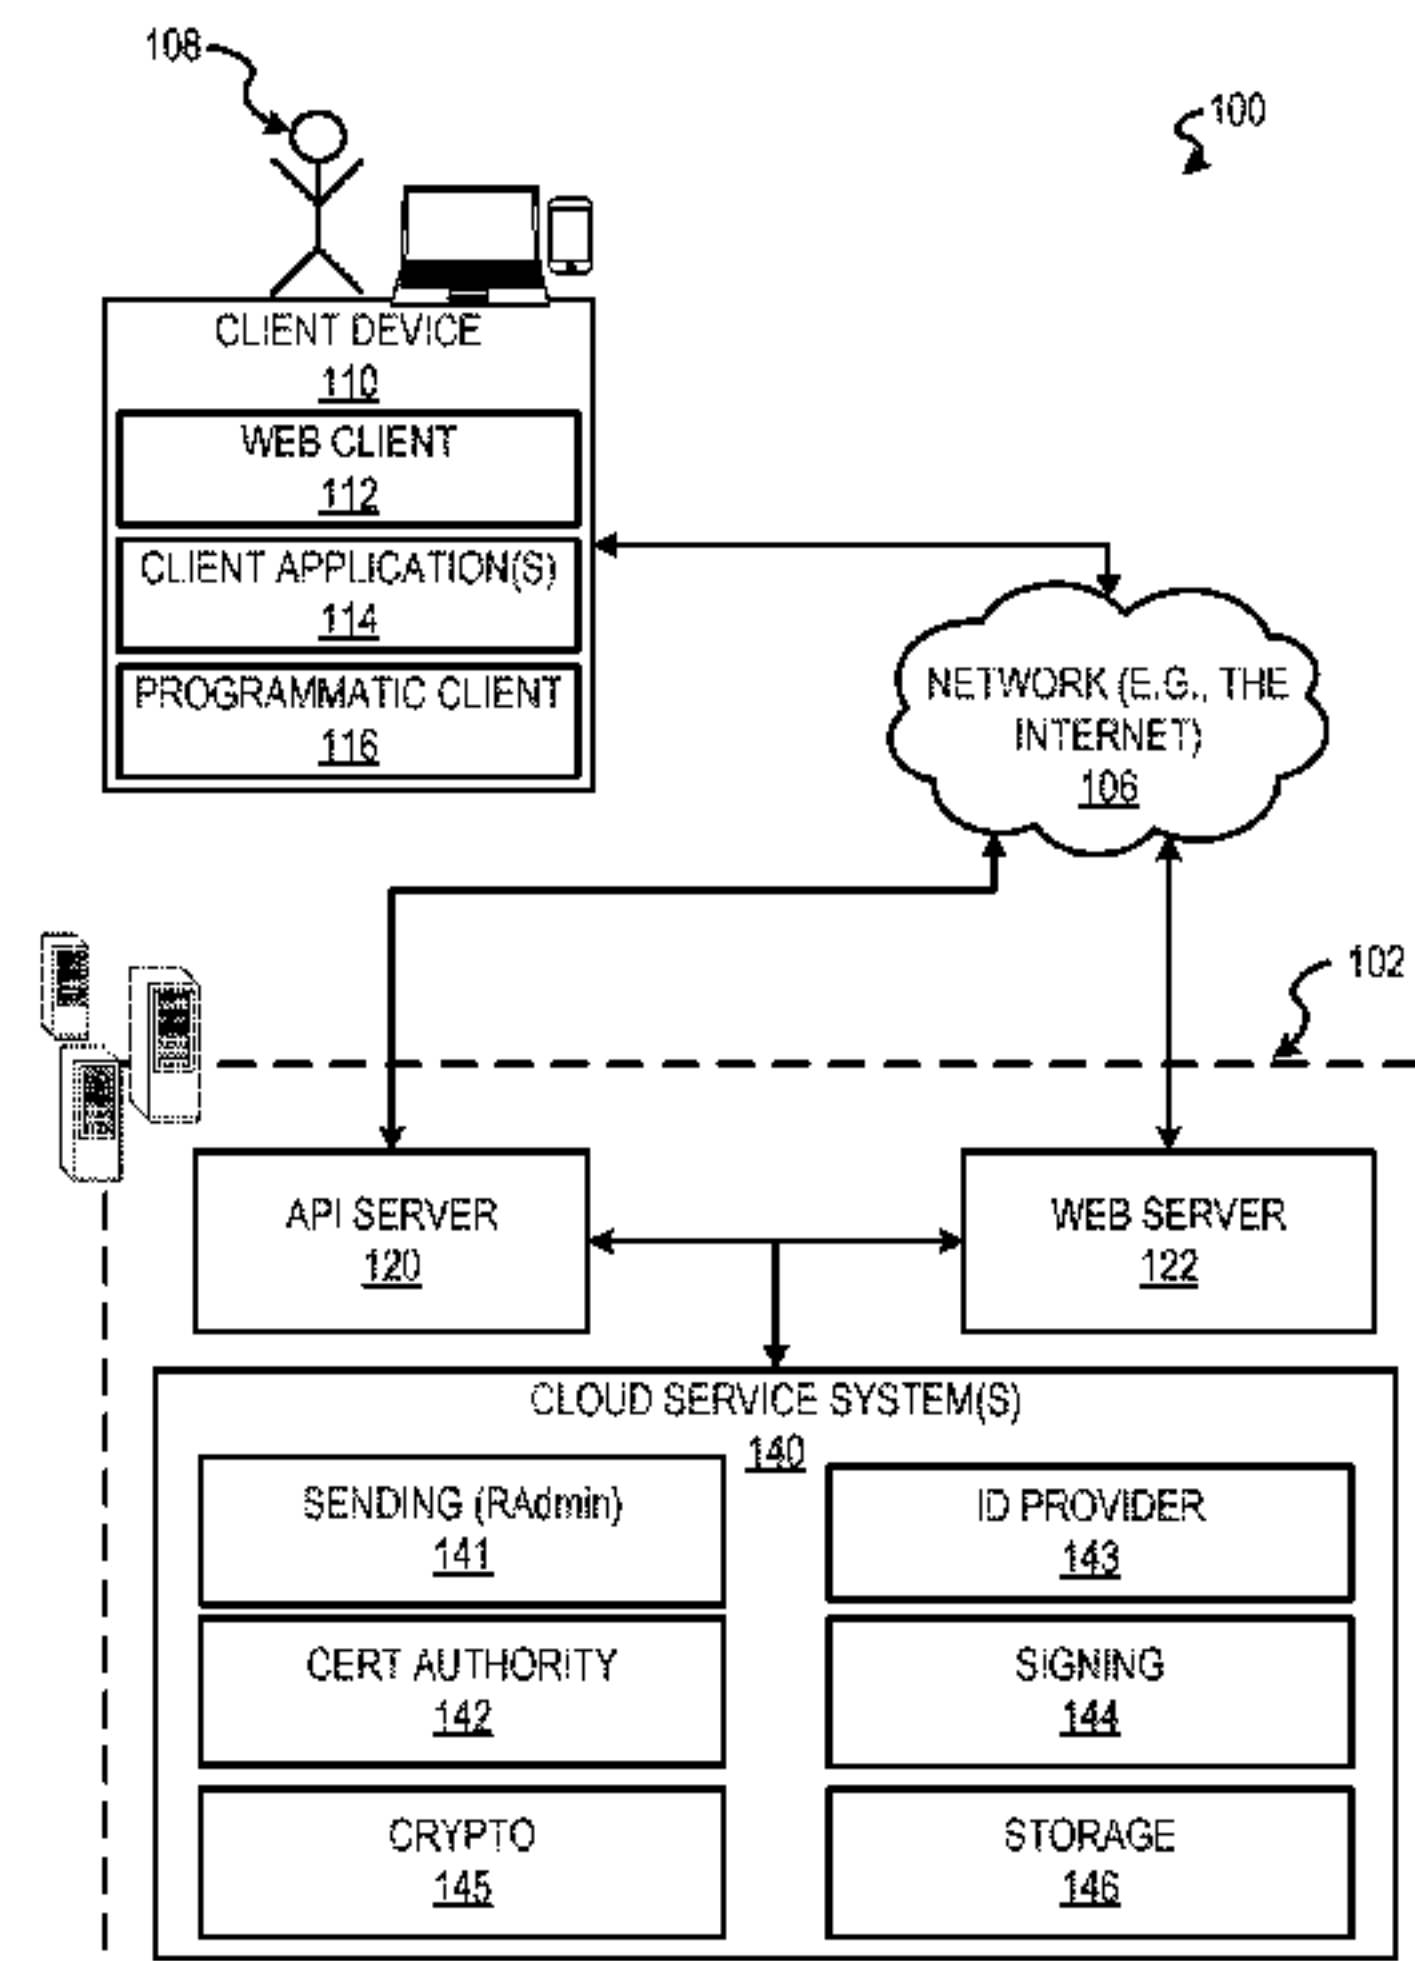 108
100
CLIENT DEVICE
110
WEB CLIENT
112
CLIENT APPLICATION(S)
114
PROGRAMMATIC CLIENT
116
NETWORK (E.G., THE
INTERNET)
106
102
API SERVER
120
WEB SERVER
122
CLOUD SERVICE SYSTEM(S)
140
SENDING (RAdmin)
141
ID PROVIDER
143
CERT AUTHORITY
142
SIGNING
144
CRYPTO
145
STORAGE
146